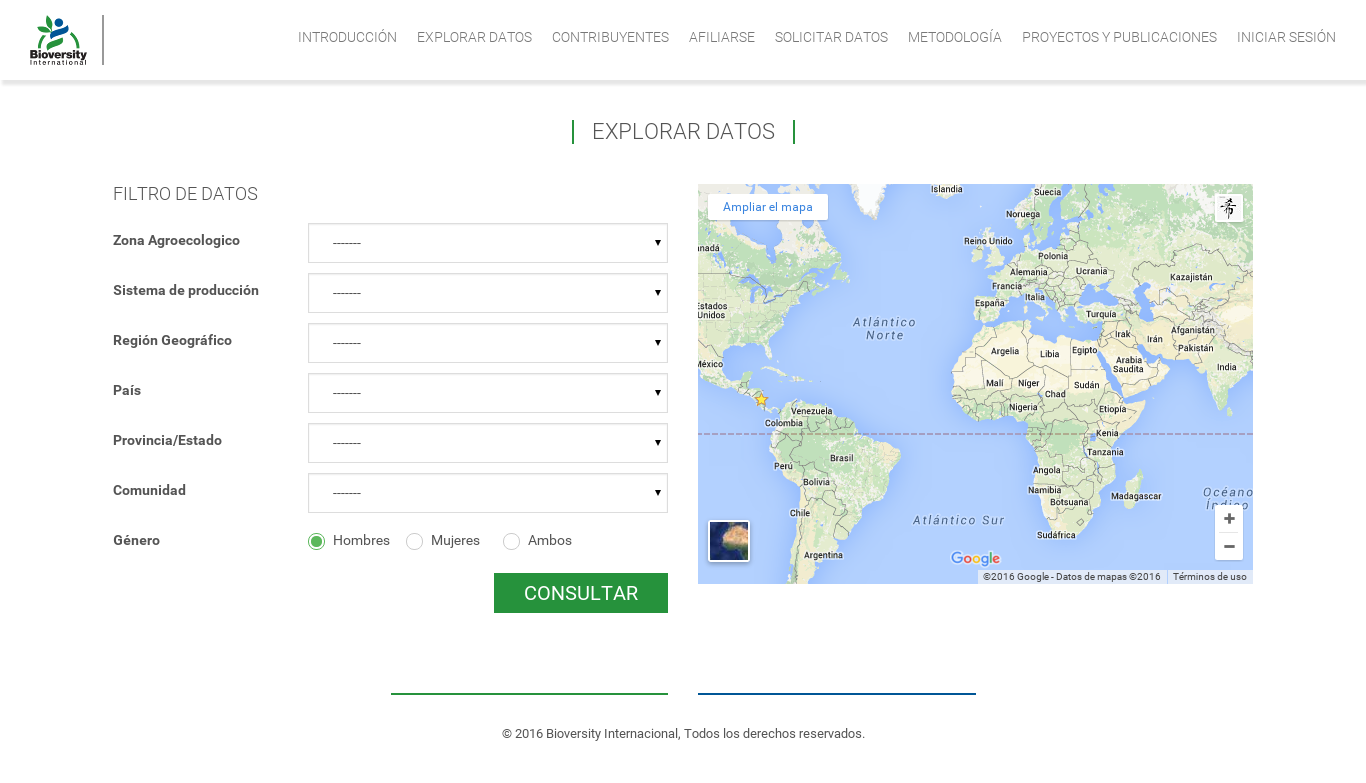 Bioversity
International
INTRODUCCIÓN EXPLORAR DATOS CONTRIBUYENTES AFILIARSE SOLICITAR DATOS METODOLOGÍA PROYECTOS Y PUBLICACIONES INICIAR SESIÓN
EXPLORAR DATOS
FILTRO DE DATOS
Zona Agroecologico -------
Sistema de producción -------
Región Geográfico -------
País -------
Provincia/Estado -------
Comunidad -------
Género Hombres Mujeres Ambos
CONSULTAR
Ampliar el mapa
Islandia
Suecia
Noruega
Reino Unido
nadá
Polonia
Alemania
Ucrania
Kazajistán
Francia
Estados
Unidos
España
Italia
Turquía
Atlántico
Norte
Afganistán
Irak
Irán
Pakistán
Argelia
Libia
Egipto
Arabia
Saudita
México
India
Malí
Níger
Sudán
Chad
Venezuela
Nigeria
Etiopía
Colombia
Kenia
Tanzania
Brasil
Perú
Angola
Bolivia
Namibia
Madagascar
Botsuana
Océano
Índico
Chile
Atlántico Sur
Sudáfrica
Argentina
Google
©2016 Google - Datos de mapas ©2016 Términos de uso
© 2016 Bioversity Internacional, Todos los derechos reservados.